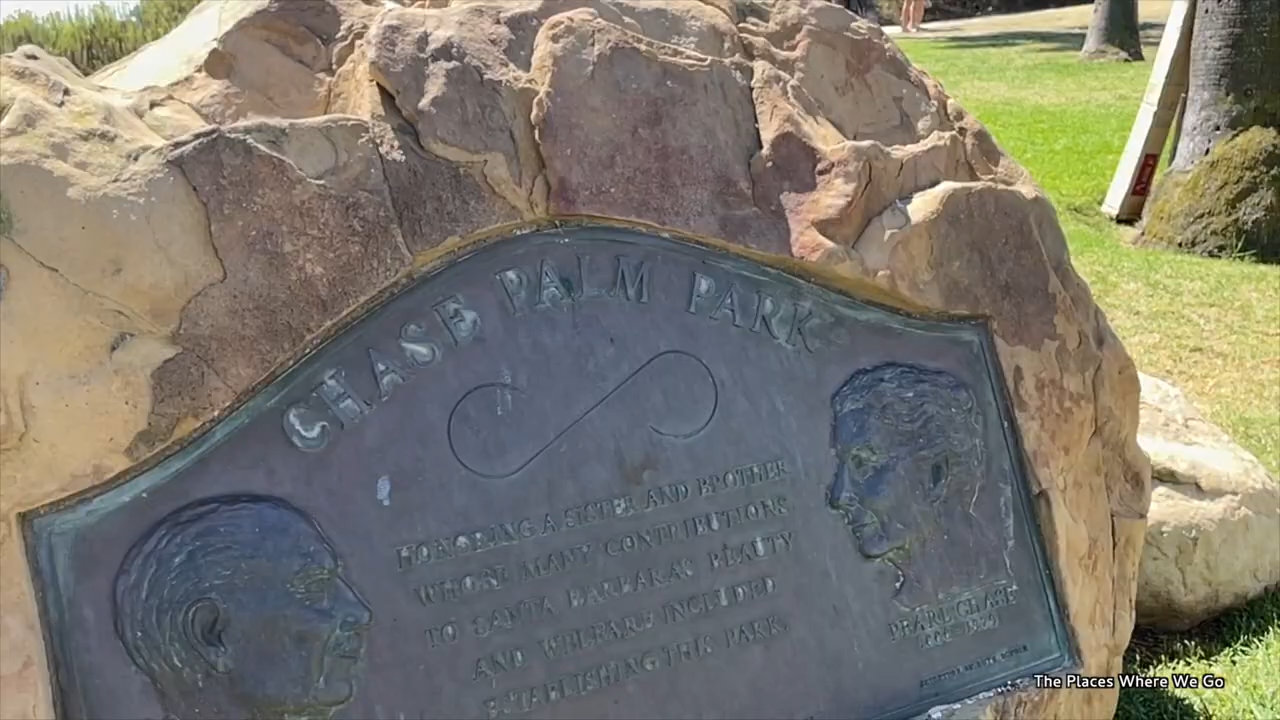 CHASE PALM PARK
HONORING A SISTER AND BROTHER
WHOSE MANY CONTRIBUTIONS
TO SANTA BARBARA'S BEAUTY
AND WELFARE INCLUDED
ESTABLISHING THIS PARK.
PEARL CHASE
The Places Where We Go